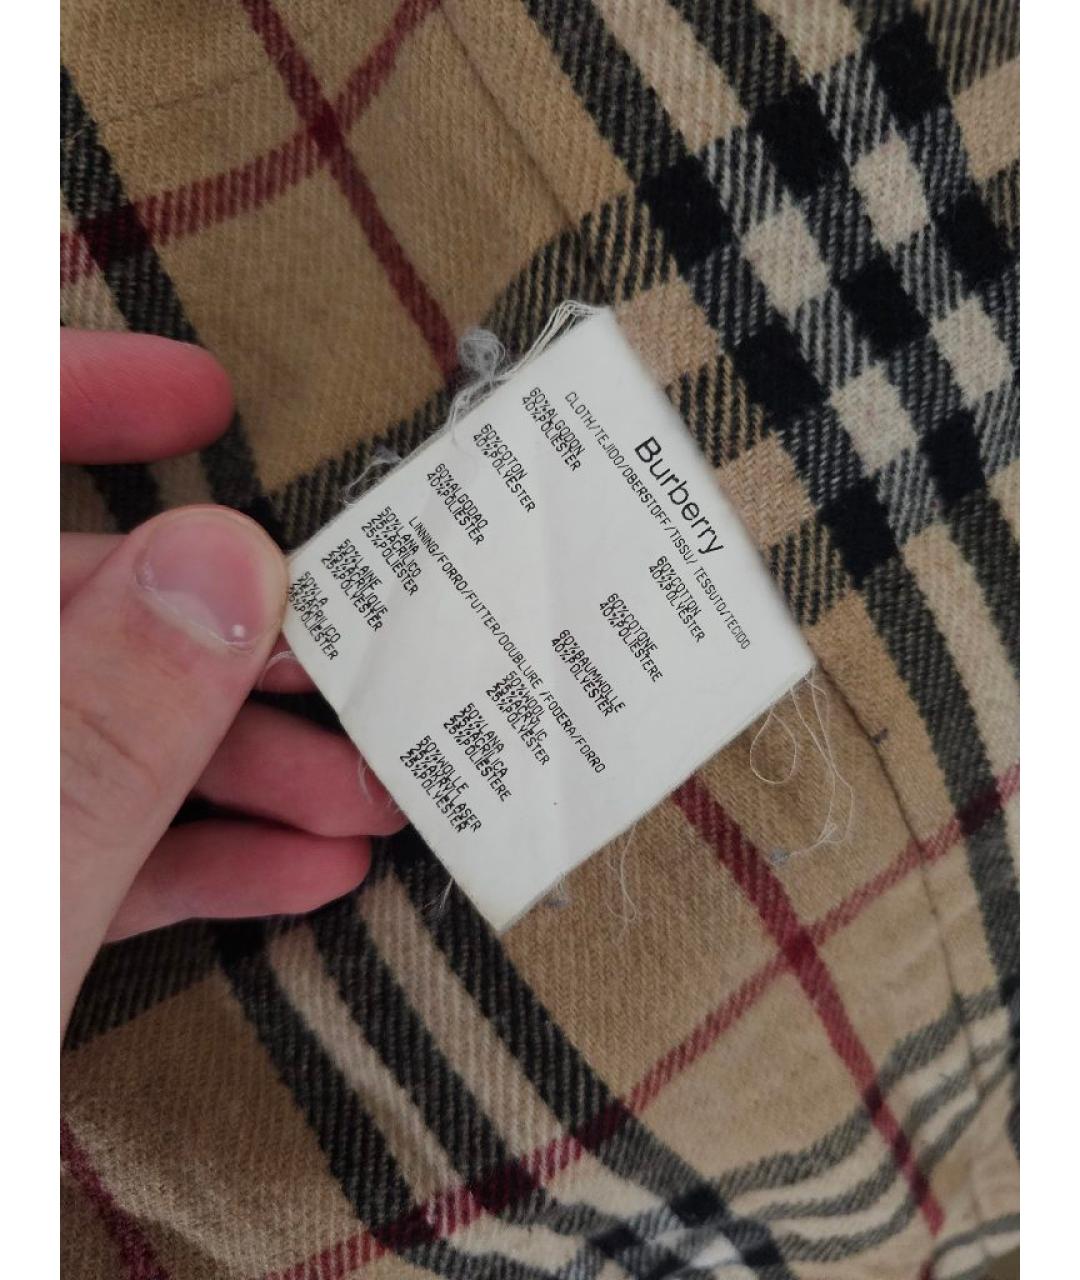 Burberry
CLOTH/TEJIDO/OBERSTOFF/TISSU/ TESSUTO/TECIDO
60%ALGODON
40%POLIESTER
60%COTTON
40%POLYESTER
60%COTON
40%POLYESTER
60%COTONE
40%POLIESTERE
60%ALGODAO
40%POLIESTER
60%BAUMWOLLE
40%POLYESTER
LINNING/FORRO/FUTTER/DOUBLURE /FODERA/FORRO
50%LANA
25%ACRILICO
25%POLIESTER
50%WOOL
25%ACRYLIC
25%POLYESTER
50%LAINE
25%ACRILIQUE
25%POLYESTER
50%LANA
25%ACRILICA
25%POLIESTERE
50%LA
25%ACRILICO
25%POLIESTER
50%WOLLE
25%AKRYLLASER
25%POLYESTER